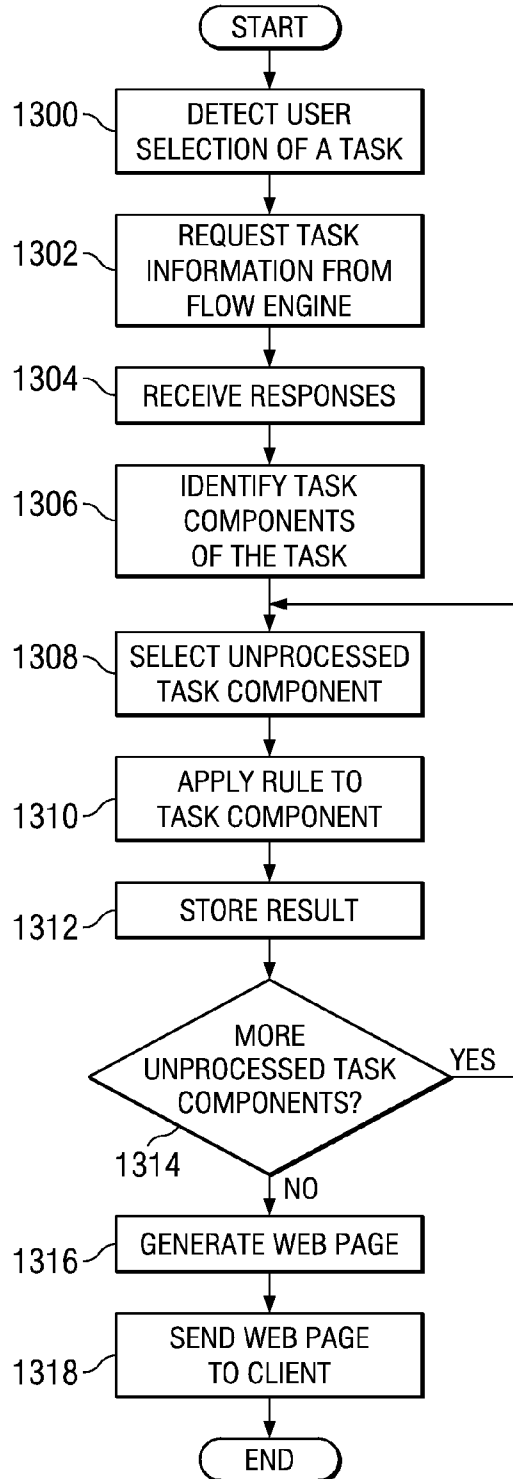 START
1300
DETECT USER
SELECTION OF A TASK
1302
REQUEST TASK
INFORMATION FROM
FLOW ENGINE
1304
RECEIVE RESPONSES
1306
IDENTIFY TASK
COMPONENTS
OF THE TASK
1308
SELECT UNPROCESSED
TASK COMPONENT
1310
APPLY RULE TO
TASK COMPONENT
1312
STORE RESULT
MORE
UNPROCESSED TASK
COMPONENTS?
YES
1314
NO
1316
GENERATE WEB PAGE
1318
SEND WEB PAGE
TO CLIENT
END